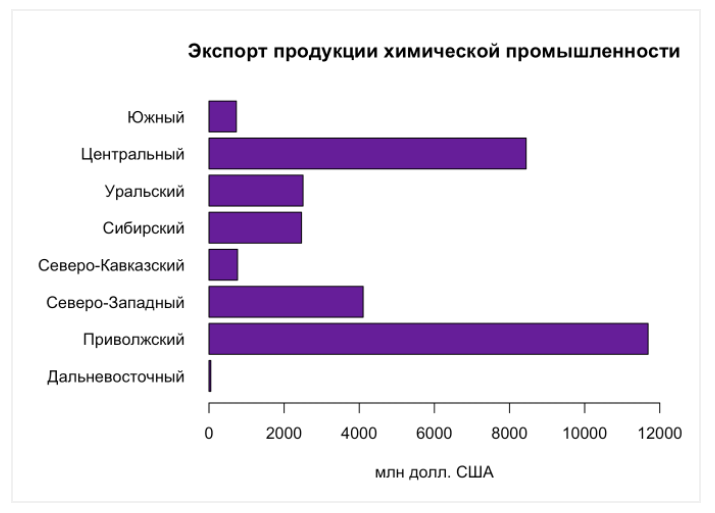 Экспорт продукции химической промышленности
Южный
Центральный
Уральский
Сибирский
Северо-Кавказский
Северо-Западный
Приволжский
Дальневосточный
0 2000 4000 6000 8000 10000 12000
млн долл. США